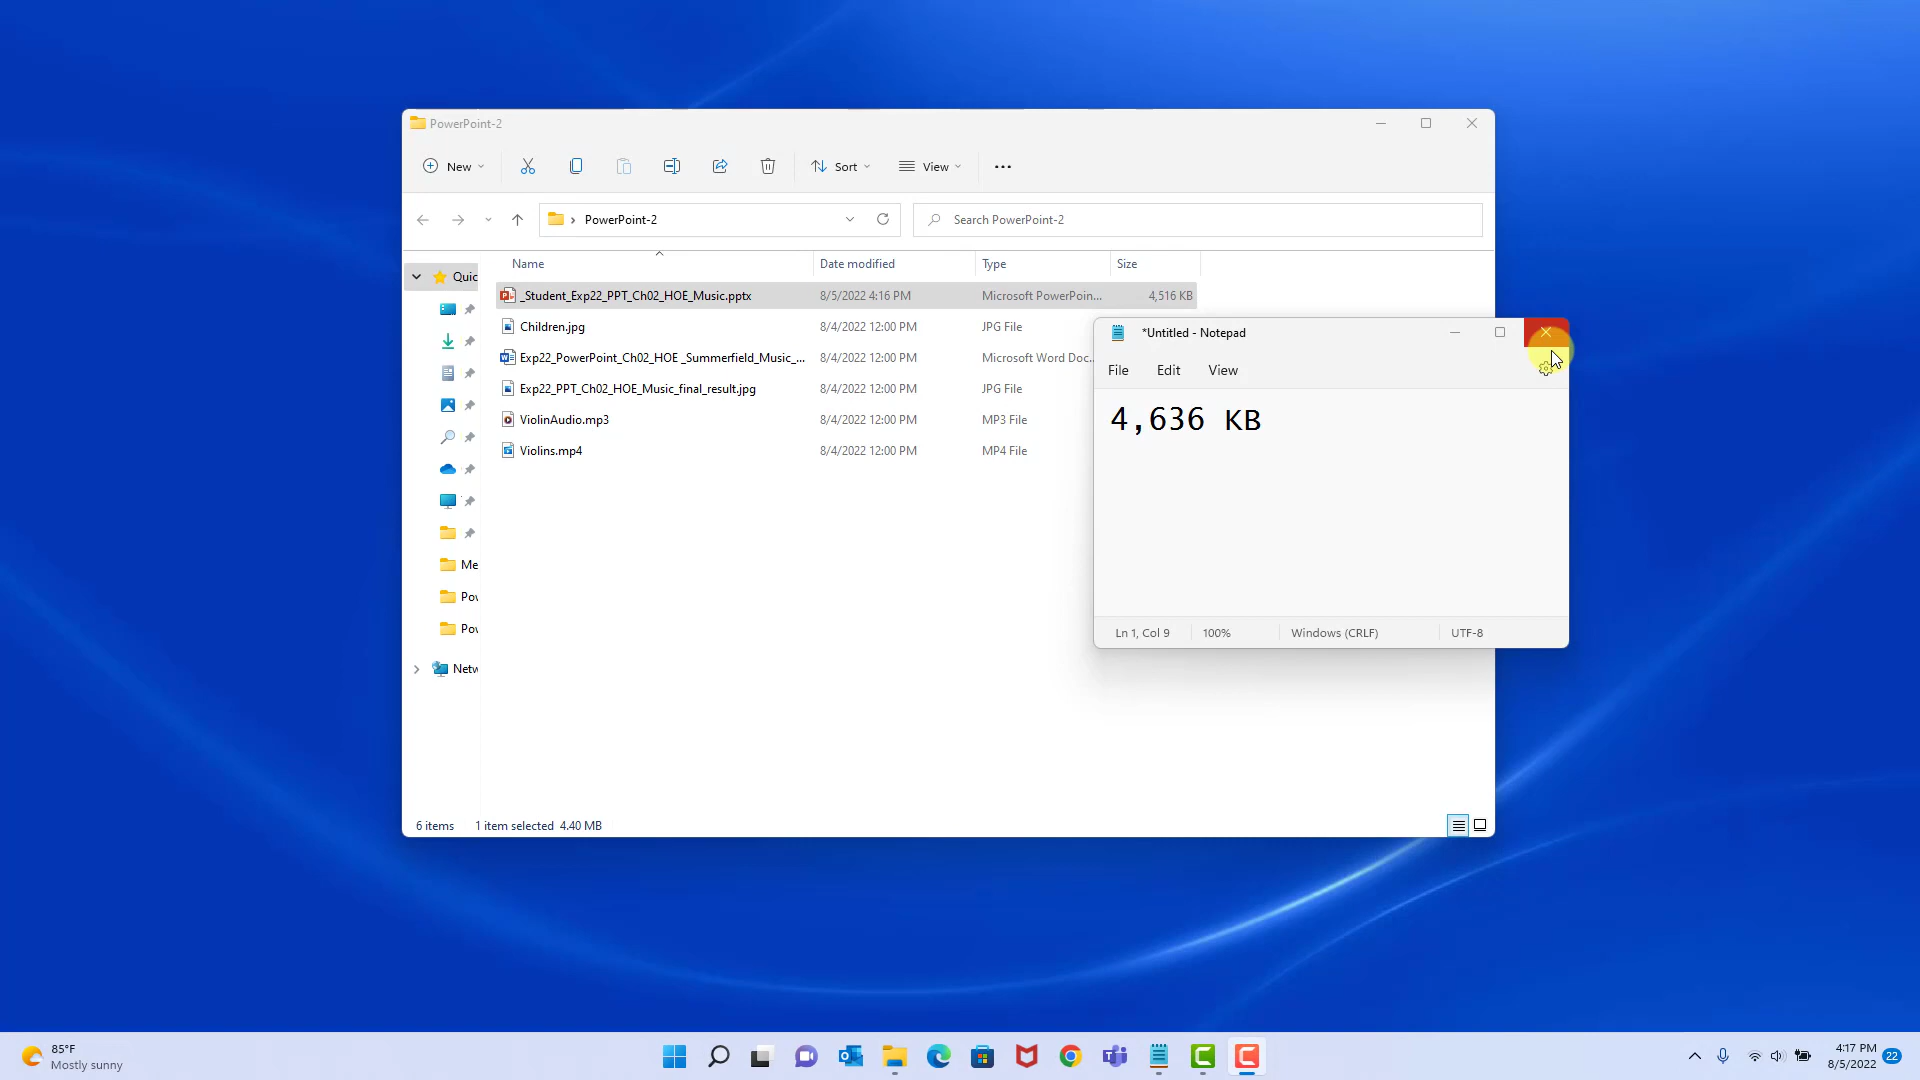 PowerPoint-2
New
Sort
View
PowerPoint-2
Search PowerPoint-2
Name Date modified Type Size
_Student_Exp22_PPT_Ch02_HOE_Music.pptx 8/5/2022 4:16 PM Microsoft PowerPoin... 4,516 KB
Children.jpg 8/4/2022 12:00 PM JPG File
Exp22_PowerPoint_Ch02_HOE _Summerfield_Music_... 8/4/2022 12:00 PM Microsoft Word Doc...
Exp22_PPT_Ch02_HOE_Music_final_result.jpg 8/4/2022 12:00 PM JPG File
ViolinAudio.mp3 8/4/2022 12:00 PM MP3 File
Violins.mp4 8/4/2022 12:00 PM MP4 File
Quic
Me
Pov
Pov
Netw
6 items 1 item selected 4.40 MB
*Untitled - Notepad
File Edit View
4,636 KB
Ln 1, Col 9 100% Windows (CRLF) UTF-8
85°F
Mostly sunny
4:17 PM
8/5/2022
22